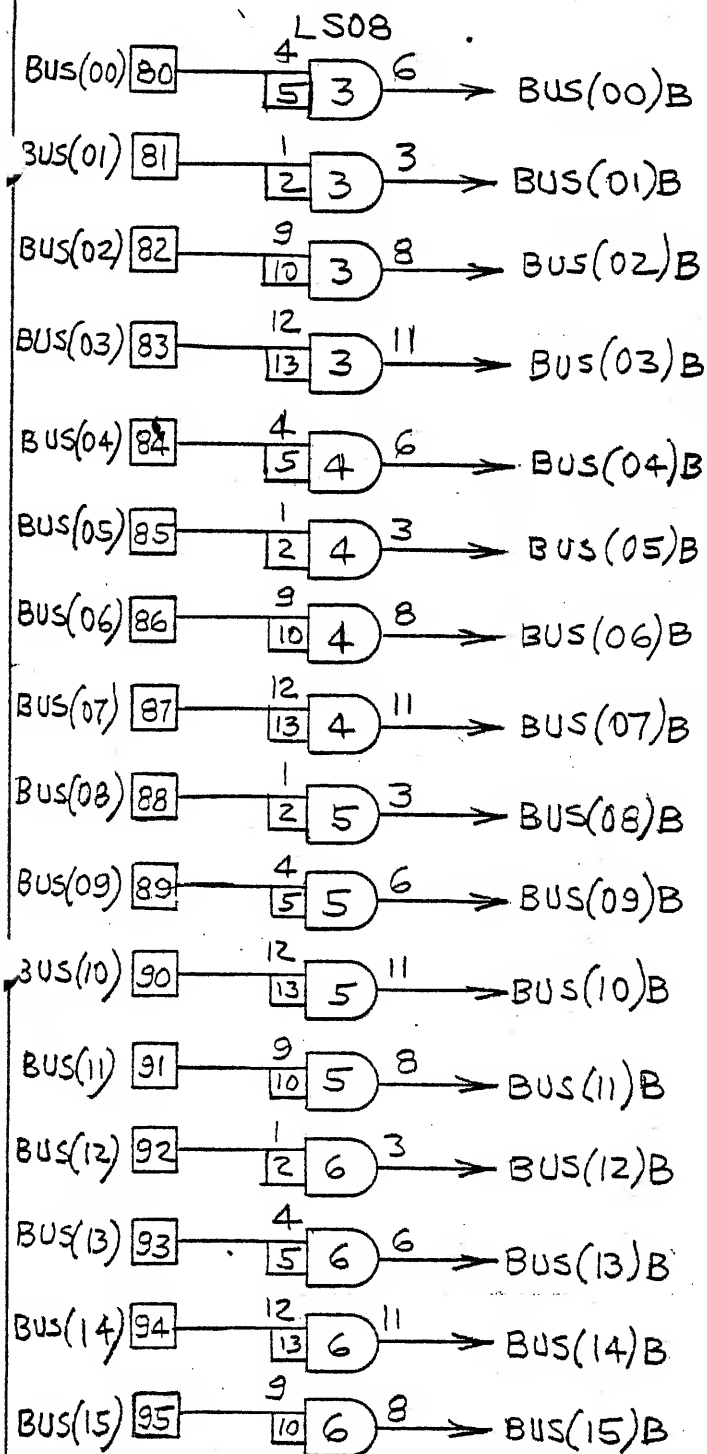 LS08
BUS(00) 80 4 5 3 6 BUS(00)B
BUS(01) 81 1 2 3 3 BUS(01)B
BUS(02) 82 9 10 3 8 BUS(02)B
BUS(03) 83 12 13 3 11 BUS(03)B
BUS(04) 84 4 5 4 6 BUS(04)B
BUS(05) 85 1 2 4 3 BUS(05)B
BUS(06) 86 9 10 4 8 BUS(06)B
BUS(07) 87 12 13 4 11 BUS(07)B
BUS(08) 88 1 2 5 3 BUS(08)B
BUS(09) 89 4 5 5 6 BUS(09)B
BUS(10) 90 12 13 5 11 BUS(10)B
BUS(11) 91 9 10 5 8 BUS(11)B
BUS(12) 92 1 2 6 3 BUS(12)B
BUS(13) 93 4 5 6 6 BUS(13)B
BUS(14) 94 12 13 6 11 BUS(14)B
BUS(15) 95 9 10 6 8 BUS(15)B